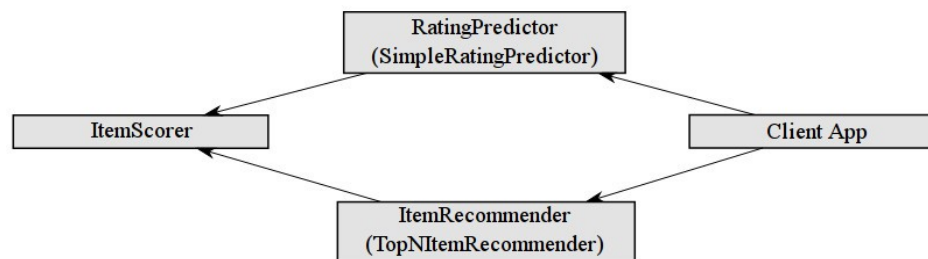 RatingPredictor
(SimpleRatingPredictor)
ItemScorer
Client App
ItemRecommender
(TopNItemRecommender)